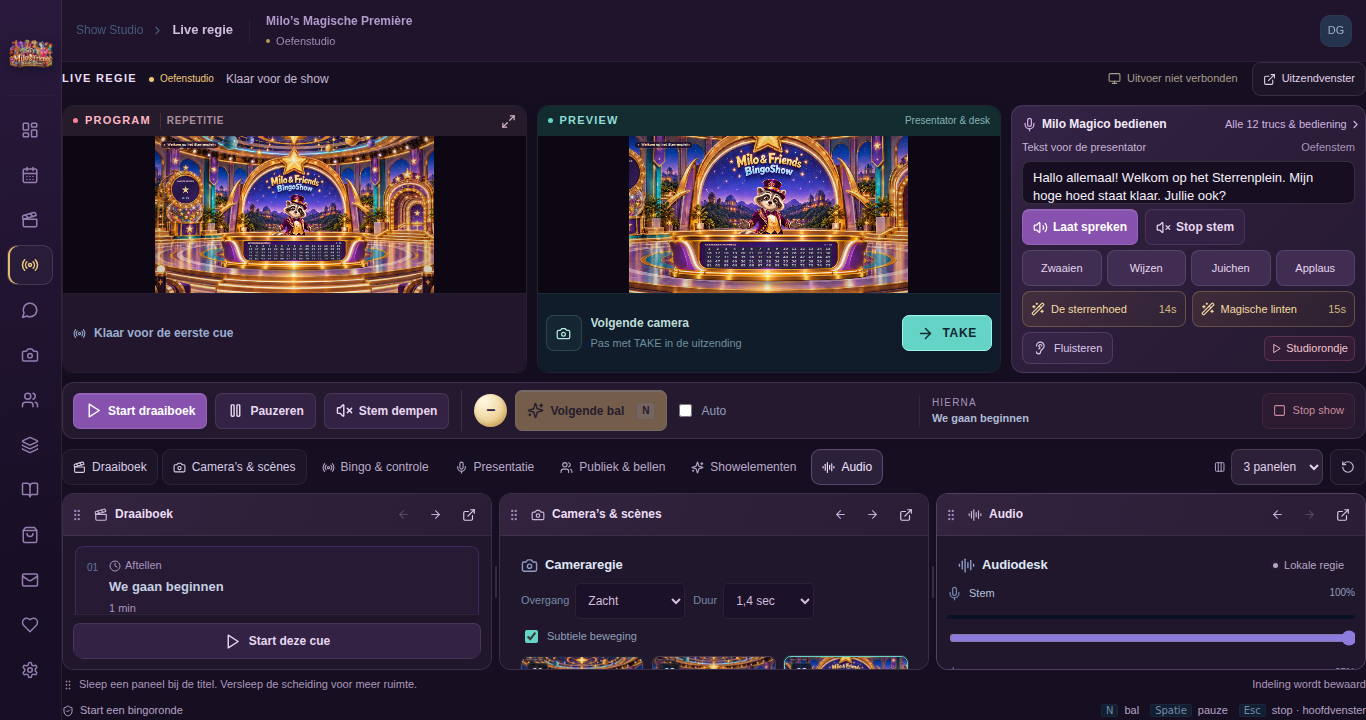 Show Studio
Live regie
Milo's Magische Première
Oefenstudio
DG
LIVE REGIE
Oefenstudio
Klaar voor de show
Uitvoer niet verbonden
Uitzendvenster
PROGRAM
REPETITIE
Milo & Friends
BingoShow
Klaar voor de eerste cue
PREVIEW
Presentator & desk
Milo & Friends
BingoShow
Volgende camera
Pas met TAKE in de uitzending
TAKE
Milo Magico bedienen
Alle 12 trucs & bediening
Tekst voor de presentator
Oefenstem
Hallo allemaal! Welkom op het Sterrenplein. Mijn
hoge hoed staat klaar. Jullie ook?
Laat spreken
Stop stem
Zwaaien
Wijzen
Juichen
Applaus
De sterrenhoed 14s
Magische linten 15s
Fluisteren
Studiorondje
Start draaiboek
Pauzeren
Stem dempen
–
Volgende bal N
Auto
HIERNA
We gaan beginnen
Stop show
Draaiboek
Camera's & scènes
Bingo & controle
Presentatie
Publiek & bellen
Showelementen
Audio
3 panelen
Draaiboek
01
Aftellen
We gaan beginnen
1 min
Start deze cue
Camera's & scènes
Cameraregie
Overgang
Zacht
Duur
1,4 sec
Subtiele beweging
Audio
Audiodesk
Lokale regie
Stem
100%
Sleep een paneel bij de titel. Versleep de scheiding voor meer ruimte.
Indeling wordt bewaard
Start een bingoronde
N bal Spatie pauze Esc stop · hoofdvenster